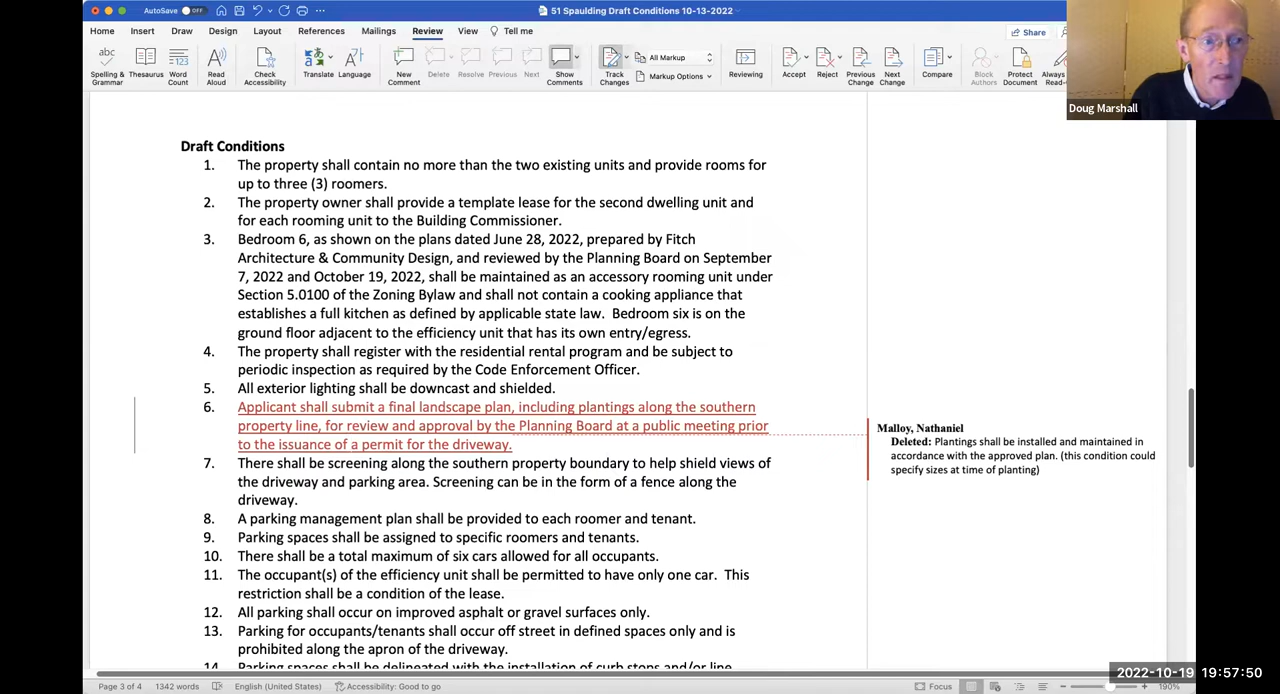 AutoSave OFF
51 Spaulding Draft Conditions 10-13-2022
Home Insert Draw Design Layout References Mailings Review View Tell me
Share
Spelling & Grammar
Thesaurus
Word Count
Read Aloud
Check Accessibility
Translate
Language
New Comment
Delete
Resolve
Previous
Next
Show Comments
Track Changes
All Markup
Markup Options
Reviewing
Accept
Reject
Previous Change
Next Change
Compare
Block Authors
Protect Document
Always
Read-
Doug Marshall
Draft Conditions
1. The property shall contain no more than the two existing units and provide rooms for
up to three (3) roomers.
2. The property owner shall provide a template lease for the second dwelling unit and
for each rooming unit to the Building Commissioner.
3. Bedroom 6, as shown on the plans dated June 28, 2022, prepared by Fitch
Architecture & Community Design, and reviewed by the Planning Board on September
7, 2022 and October 19, 2022, shall be maintained as an accessory rooming unit under
Section 5.0100 of the Zoning Bylaw and shall not contain a cooking appliance that
establishes a full kitchen as defined by applicable state law. Bedroom six is on the
ground floor adjacent to the efficiency unit that has its own entry/egress.
4. The property shall register with the residential rental program and be subject to
periodic inspection as required by the Code Enforcement Officer.
5. All exterior lighting shall be downcast and shielded.
6. Applicant shall submit a final landscape plan, including plantings along the southern
property line, for review and approval by the Planning Board at a public meeting prior
to the issuance of a permit for the driveway.
Malloy, Nathaniel
Deleted: Plantings shall be installed and maintained in
accordance with the approved plan. (this condition could
specify sizes at time of planting)
7. There shall be screening along the southern property boundary to help shield views of
the driveway and parking area. Screening can be in the form of a fence along the
driveway.
8. A parking management plan shall be provided to each roomer and tenant.
9. Parking spaces shall be assigned to specific roomers and tenants.
10. There shall be a total maximum of six cars allowed for all occupants.
11. The occupant(s) of the efficiency unit shall be permitted to have only one car. This
restriction shall be a condition of the lease.
12. All parking shall occur on improved asphalt or gravel surfaces only.
13. Parking for occupants/tenants shall occur off street in defined spaces only and is
prohibited along the apron of the driveway.
14. Parking spaces shall be delineated with the installation of curb stops and/or line
Page 3 of 4 1342 words English (United States) Accessibility: Good to go
Focus 190%
2022-10-19 19:57:50